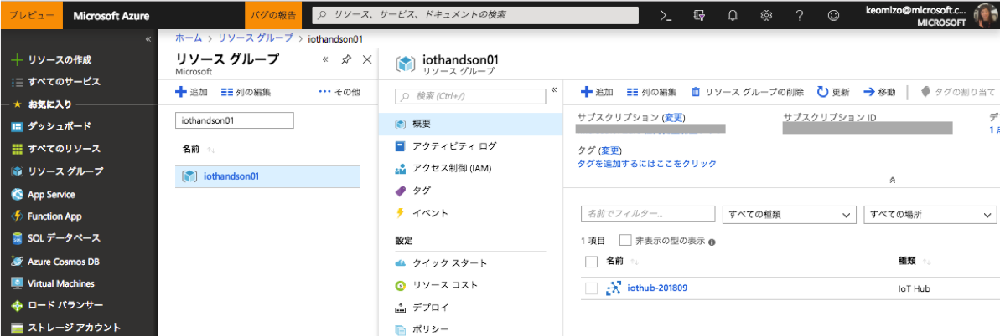 プレビュー Microsoft Azure バグの報告 リソース、サービス、ドキュメントの検索 keomizo@microsoft.c...
MICROSOFT
ホーム > リソース グループ > iothandson01
リソースの作成
すべてのサービス
お気に入り
ダッシュボード
すべてのリソース
リソース グループ
App Service
Function App
SQL データベース
Azure Cosmos DB
Virtual Machines
ロード バランサー
ストレージ アカウント
リソース グループ
Microsoft
追加 列の編集 ••• その他
iothandson01
名前
iothandson01
iothandson01
リソース グループ
検索 (Ctrl+/)
概要
アクティビティ ログ
アクセス制御 (IAM)
タグ
イベント
設定
クイック スタート
リソース コスト
デプロイ
ポリシー
追加 列の編集 リソース グループの削除 更新 移動 タグの割り当て
サブスクリプション (変更) サブスクリプション ID デ
1
タグ (変更)
タグを追加するにはここをクリック
名前でフィルター... すべての種類 すべての場所
1 項目 非表示の型の表示
名前 種類
iothub-201809 IoT Hub